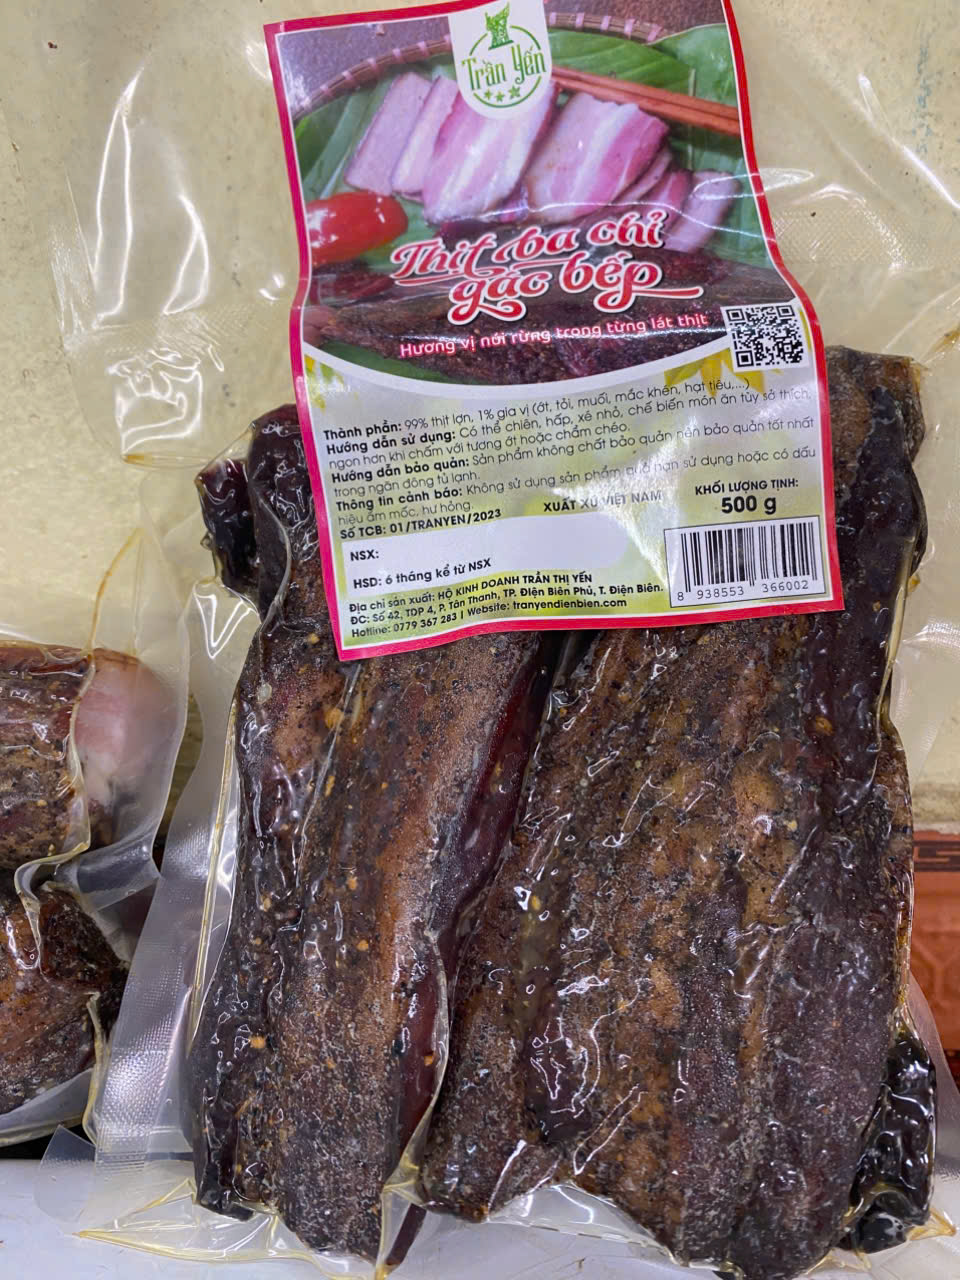 Trần Yến
Thịt ba chỉ
gác bếp
Hương vị núi rừng trong từng lát thịt
Thành phần: 99% thịt lợn, 1% gia vị (ớt, tỏi, muối, mắc khén, hạt tiêu,...)
Hướng dẫn sử dụng: Có thể chiên, hấp, xé nhỏ, chế biến món ăn tùy sở thích,
ngon hơn khi chấm với tương ớt hoặc chẩm chéo.
Hướng dẫn bảo quản: Sản phẩm không chất bảo quản nên bảo quản tốt nhất
trong ngăn đông tủ lạnh.
Thông tin cảnh báo: Không sử dụng sản phẩm quá hạn sử dụng hoặc có dấu
hiệu ẩm mốc, hư hỏng.
Số TCB: 01/TRANYEN/2023
XUẤT XỨ VIỆT NAM
KHỐI LƯỢNG TỊNH:
500 g
NSX:
HSD: 6 tháng kể từ NSX
Địa chỉ sản xuất: HỘ KINH DOANH TRẦN THỊ YẾN
ĐC: Số 42, TDP 4, P. Tân Thanh, TP. Điện Biên Phủ, T. Điện Biên.
Hotline: 0779 367 283 | Website: tranyendienbien.com
8 938553 366002